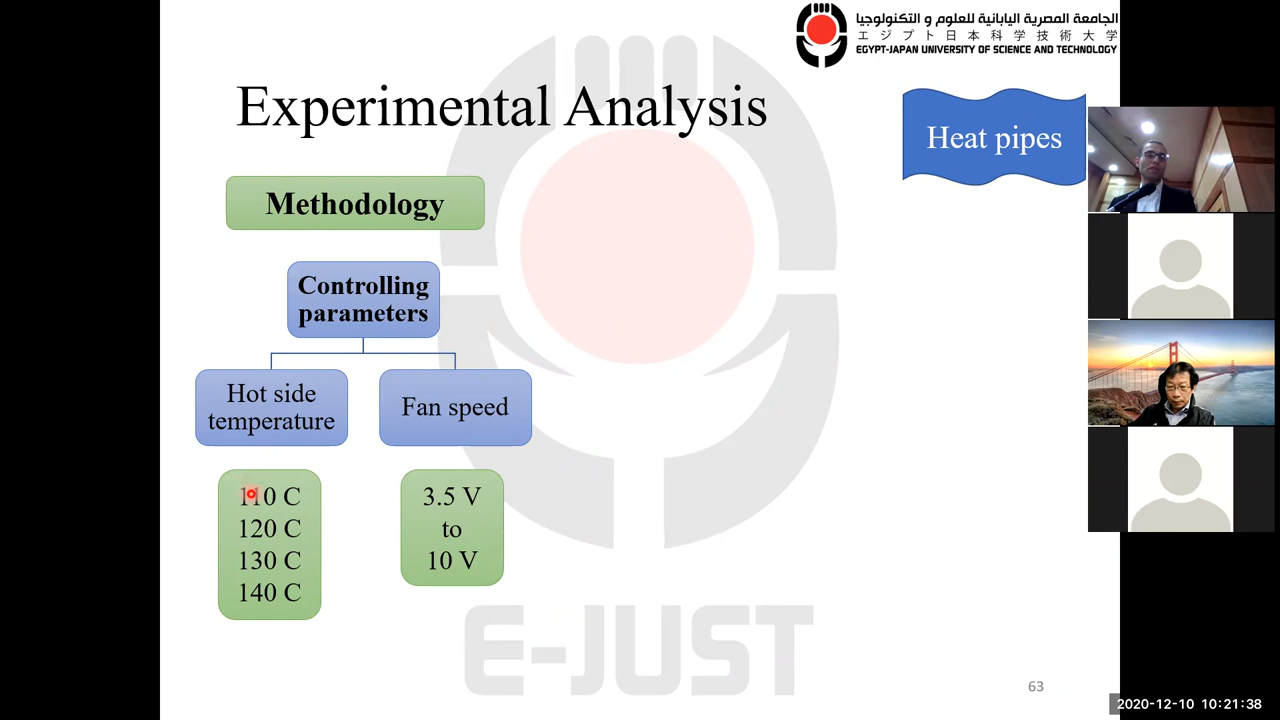 الجامعة المصرية اليابانية للعلوم و التكنولوجيا
エジプト日本科学技術大学
EGYPT-JAPAN UNIVERSITY OF SCIENCE AND TECHNOLOGY
Experimental Analysis
Heat pipes
Methodology
Controlling
parameters
Hot side
temperature
Fan speed
110 C
120 C
130 C
140 C
3.5 V
to
10 V
E-JUST
63
2020-12-10 10:21:38